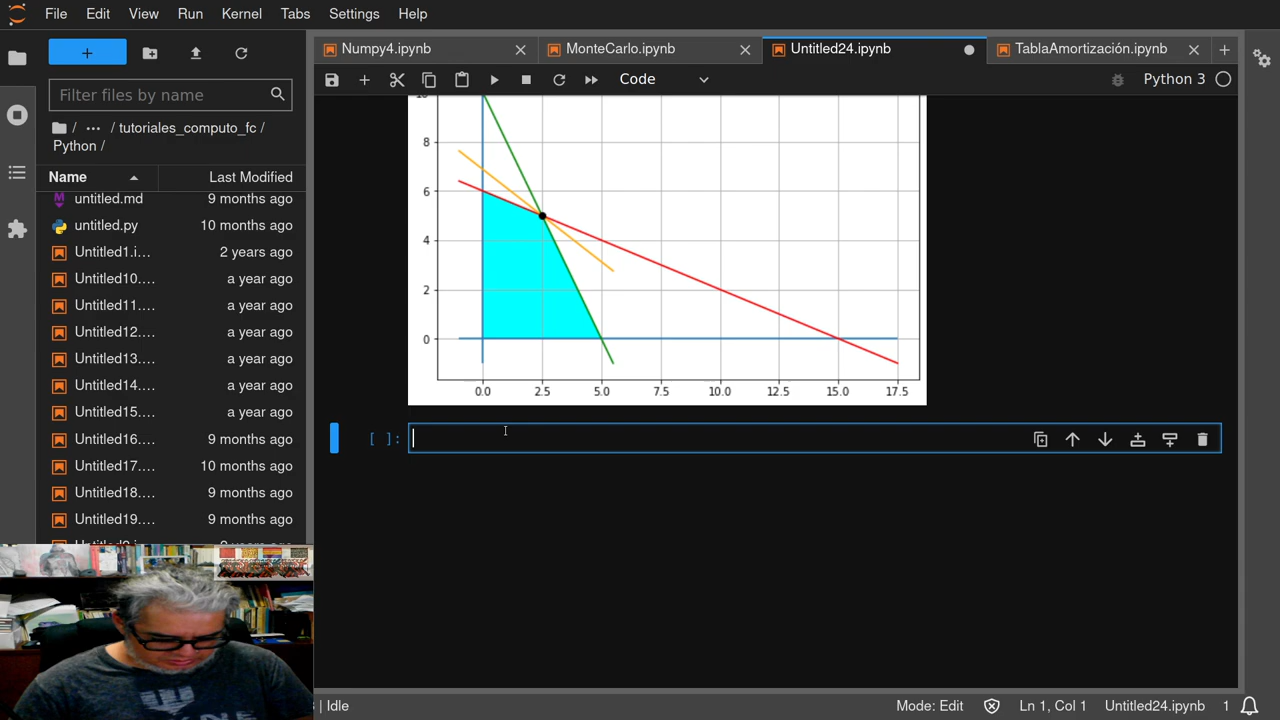 File Edit View Run Kernel Tabs Settings Help
Numpy4.ipynb MonteCarlo.ipynb Untitled24.ipynb TablaAmortización.ipynb
Code Python 3
Filter files by name
/ ... / tutoriales_computo_fc /
Python /
Name Last Modified
untitled.md 9 months ago
untitled.py 10 months ago
Untitled1.i... 2 years ago
Untitled10.... a year ago
Untitled11.... a year ago
Untitled12.... a year ago
Untitled13.... a year ago
Untitled14.... a year ago
Untitled15.... a year ago
Untitled16.... 9 months ago
Untitled17.... 10 months ago
Untitled18.... 9 months ago
Untitled19.... 9 months ago
8
6
4
2
0
0.0 2.5 5.0 7.5 10.0 12.5 15.0 17.5
[ ]:
| Idle Mode: Edit Ln 1, Col 1 Untitled24.ipynb 1